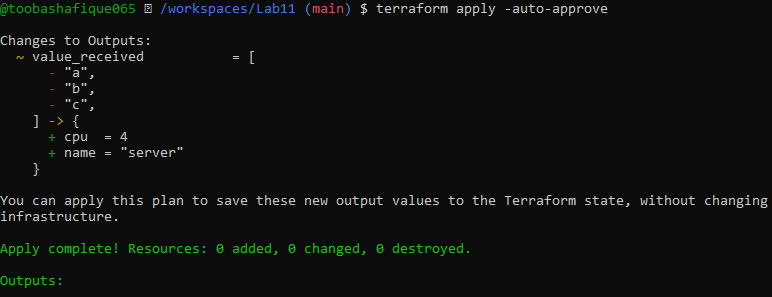 @toobashafique065 /workspaces/Lab11 (main) $ terraform apply -auto-approve
Changes to Outputs:
  ~ value_received           = [
      - "a",
      - "b",
      - "c",
    ] -> {
      + cpu  = 4
      + name = "server"
    }
You can apply this plan to save these new output values to the Terraform state, without changing
infrastructure.
Apply complete! Resources: 0 added, 0 changed, 0 destroyed.
Outputs: